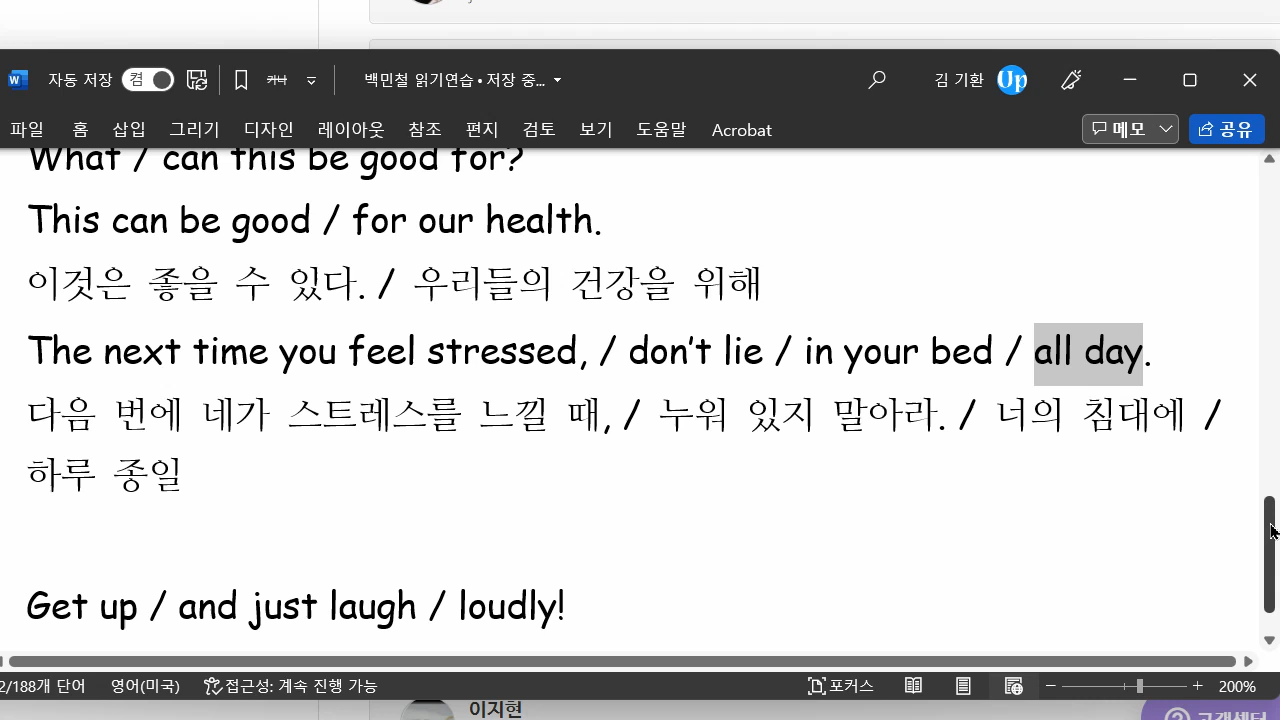 자동 저장 켬 가나 백민철 읽기연습 • 저장 중... 김 기환 Up
파일 홈 삽입 그리기 디자인 레이아웃 참조 편지 검토 보기 도움말 Acrobat 메모 공유
What / can this be good for?
This can be good / for our health.
이것은 좋을 수 있다. / 우리들의 건강을 위해
The next time you feel stressed, / don't lie / in your bed / all day.
다음 번에 네가 스트레스를 느낄 때, / 누워 있지 말아라. / 너의 침대에 /
하루 종일
Get up / and just laugh / loudly!
2/188개 단어 영어(미국) 접근성: 계속 진행 가능 포커스 200%
이지현
고객센터